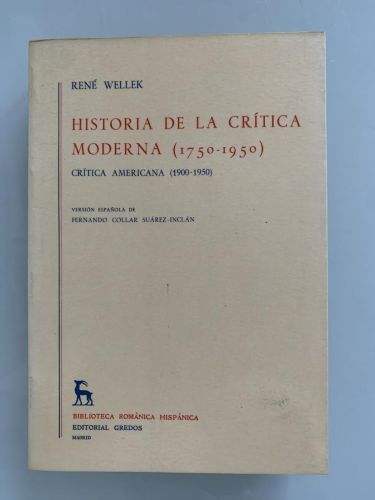 RENÉ WELLEK
HISTORIA DE LA CRÍTICA
MODERNA (1750-1950)
CRÍTICA AMERICANA (1900-1950)
VERSIÓN ESPAÑOLA DE
FERNANDO COLLAR SUÁREZ-INCLÁN
BIBLIOTECA ROMÁNICA HISPÁNICA
EDITORIAL GREDOS
MADRID